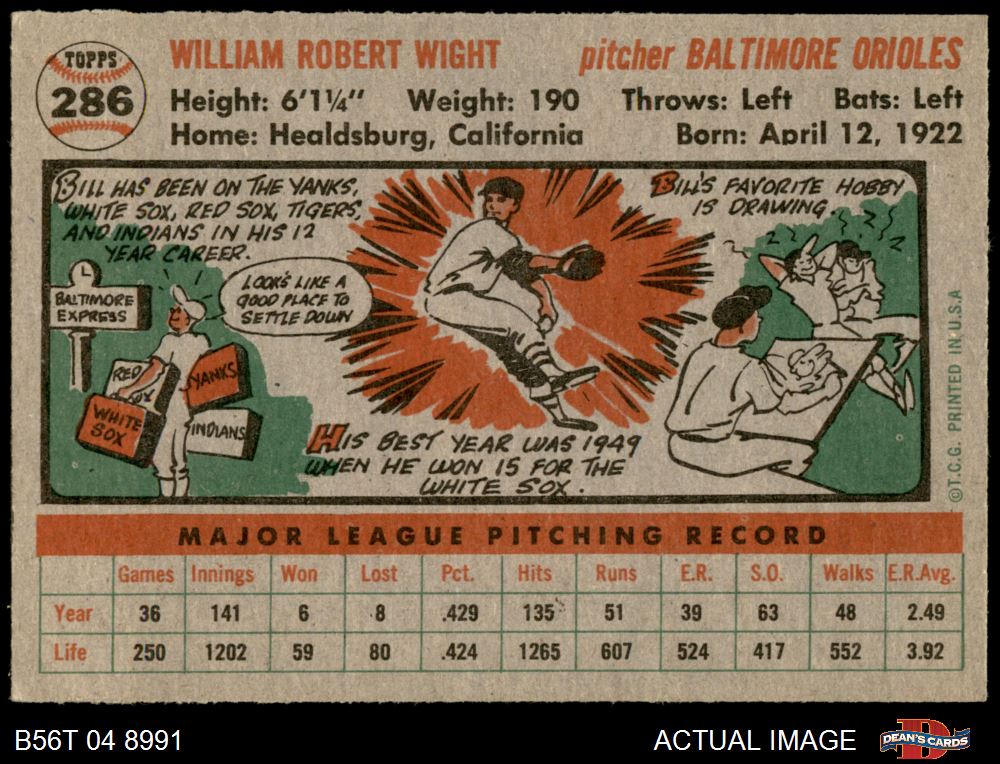 TOPPS
286
WILLIAM ROBERT WIGHT pitcher BALTIMORE ORIOLES
Height: 6'1¼" Weight: 190 Throws: Left Bats: Left
Home: Healdsburg, California Born: April 12, 1922
BILL HAS BEEN ON THE YANKS,
WHITE SOX, RED SOX, TIGERS,
AND INDIANS IN HIS 12
YEAR CAREER.
BALTIMORE
EXPRESS
LOOKS LIKE A
GOOD PLACE TO
SETTLE DOWN
RED
SOX
YANKS
WHITE
SOX
INDIANS
HIS BEST YEAR WAS 1949
WHEN HE WON 15 FOR THE
WHITE SOX.
BILL'S FAVORITE HOBBY
IS DRAWING.
Z Z Z
©T.C.G. PRINTED IN U.S.A
MAJOR LEAGUE PITCHING RECORD
Games Innings Won Lost Pct. Hits Runs E.R. S.O. Walks E.R.Avg.
Year 36 141 6 8 .429 135 51 39 63 48 2.49
Life 250 1202 59 80 .424 1265 607 524 417 552 3.92
B56T 04 8991 ACTUAL IMAGE DEAN'S CARDS